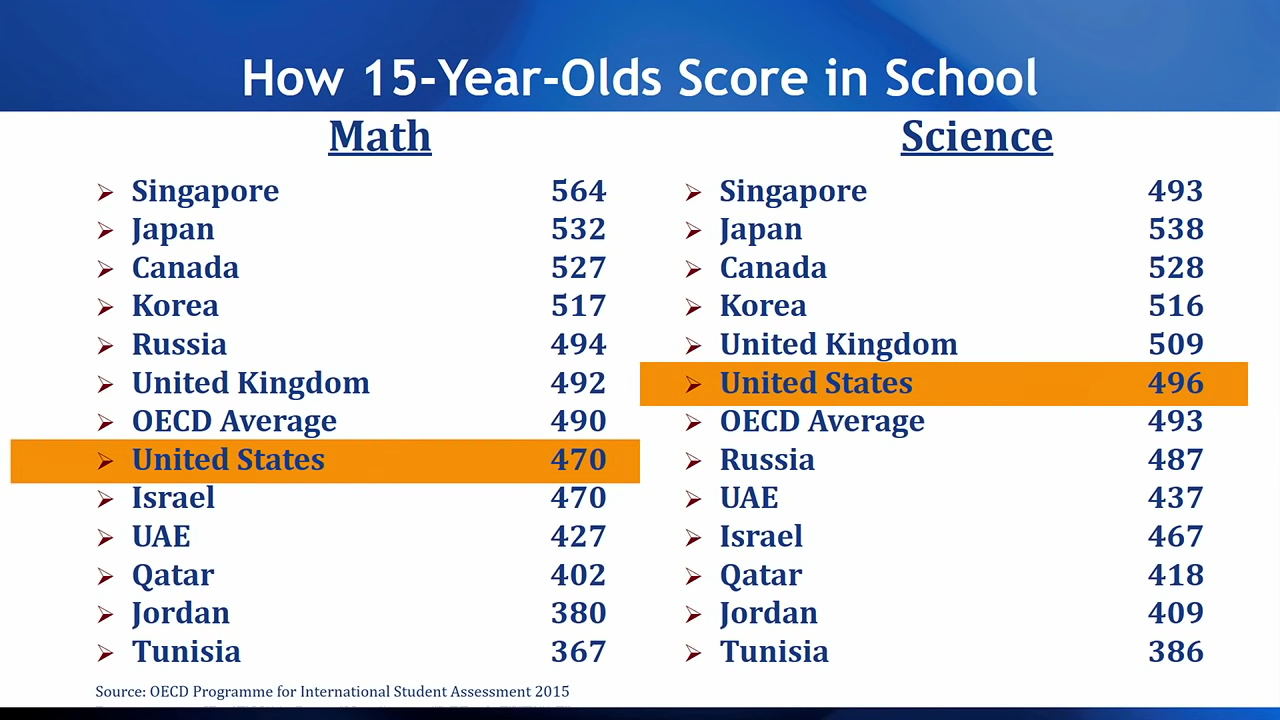 How 15-Year-Olds Score in School
Math
Singapore 564
Japan 532
Canada 527
Korea 517
Russia 494
United Kingdom 492
OECD Average 490
United States 470
Israel 470
UAE 427
Qatar 402
Jordan 380
Tunisia 367
Science
Singapore 493
Japan 538
Canada 528
Korea 516
United Kingdom 509
United States 496
OECD Average 493
Russia 487
UAE 437
Israel 467
Qatar 418
Jordan 409
Tunisia 386
Source: OECD Programme for International Student Assessment 2015